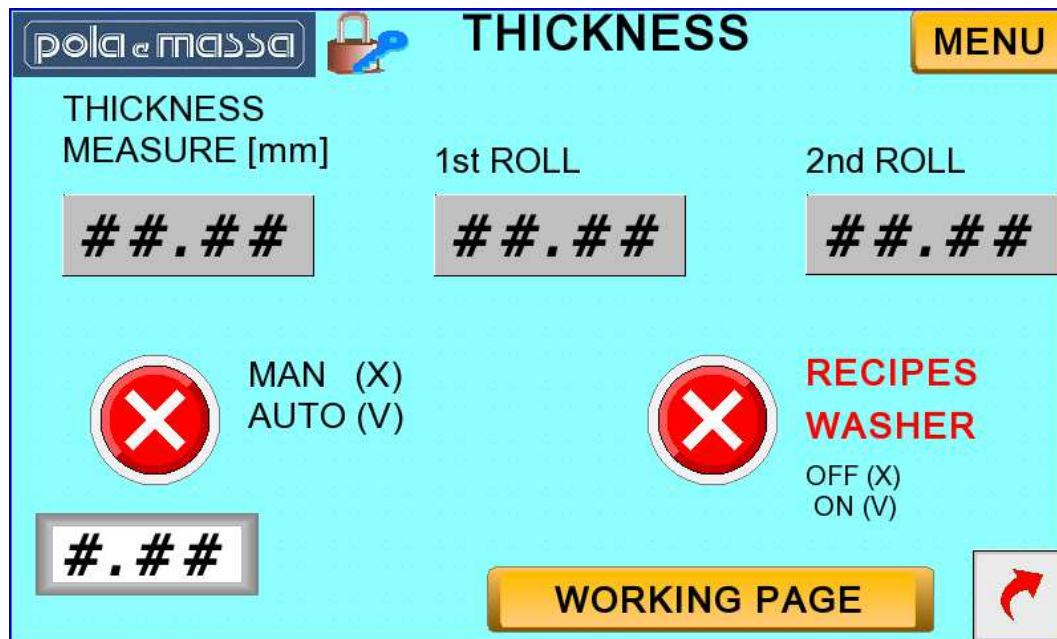 pola e massa
THICKNESS
MENU
THICKNESS
MEASURE [mm]
1st ROLL
2nd ROLL
##.##
##.##
##.##
MAN (X)
AUTO (V)
RECIPES
WASHER
OFF (X)
ON (V)
#.##
WORKING PAGE